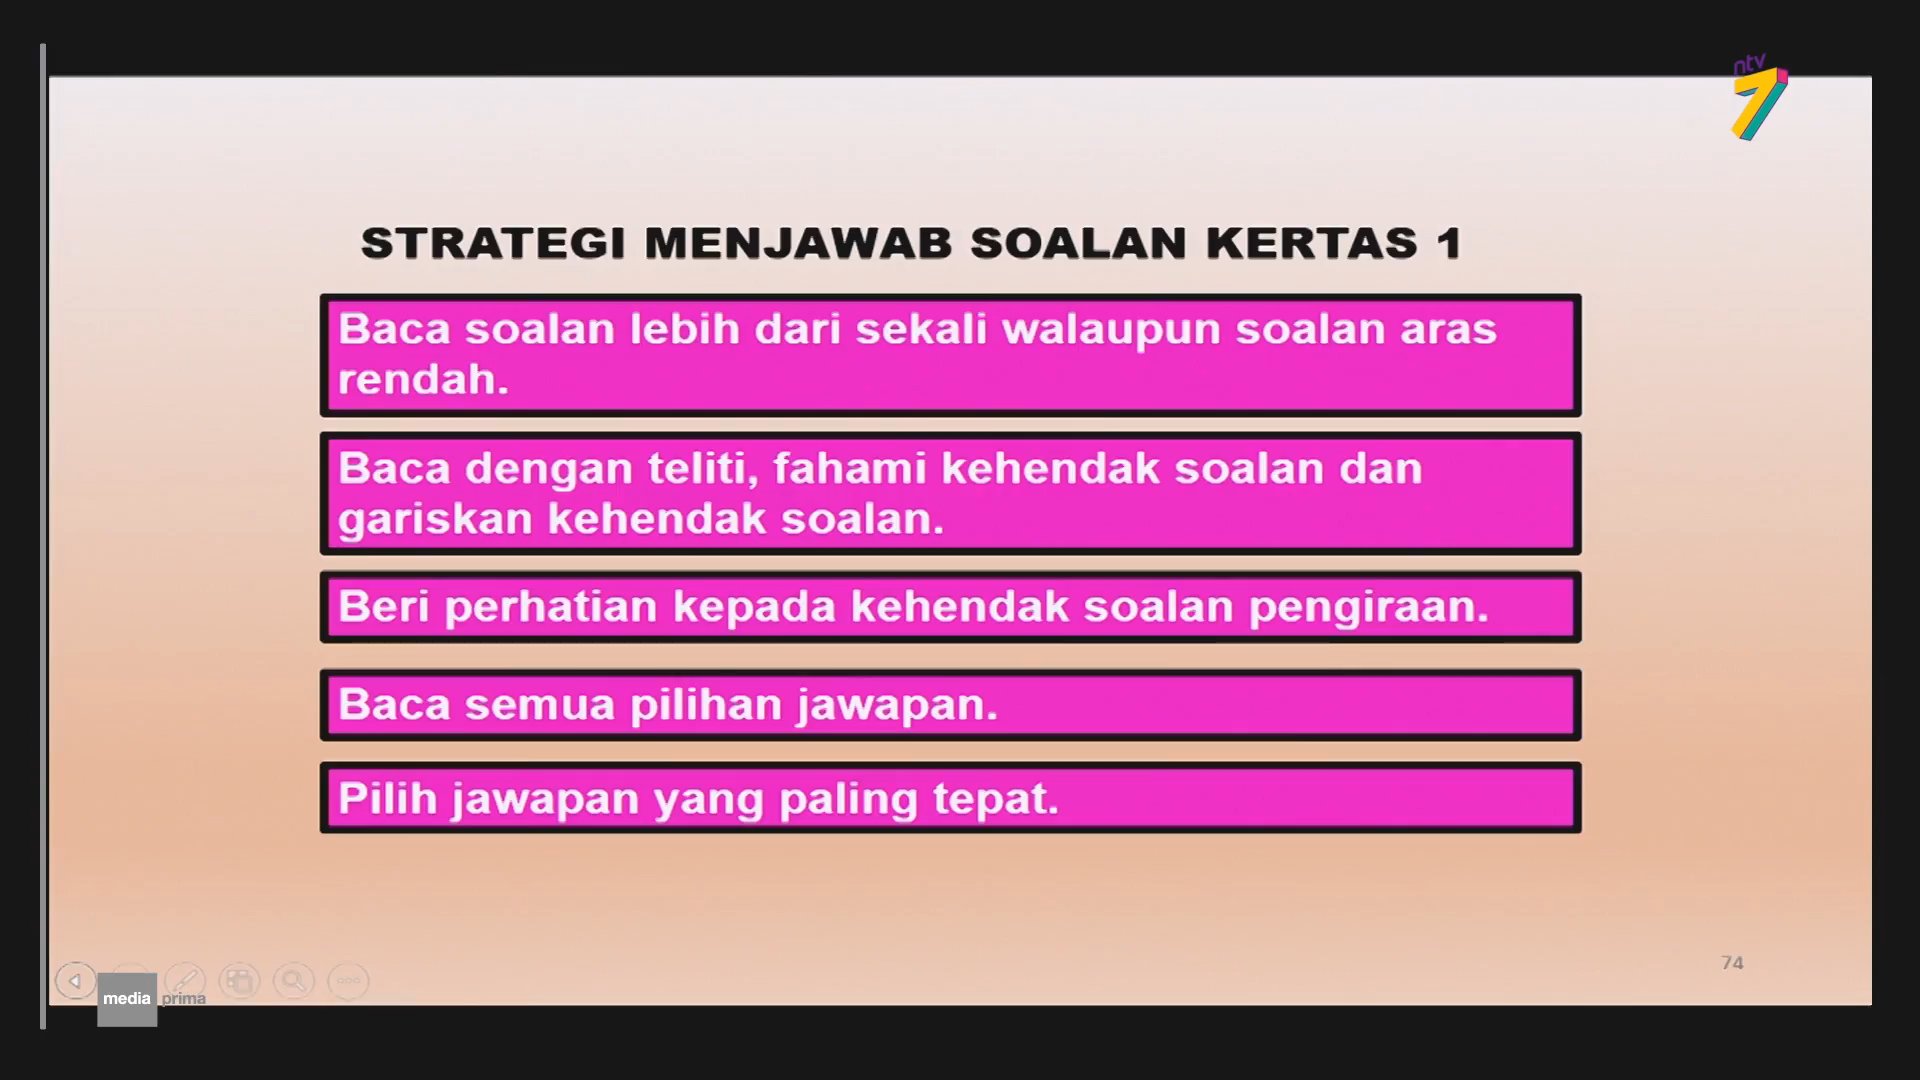 ntv
7
STRATEGI MENJAWAB SOALAN KERTAS 1
Baca soalan lebih dari sekali walaupun soalan aras
rendah.
Baca dengan teliti, fahami kehendak soalan dan
gariskan kehendak soalan.
Beri perhatian kepada kehendak soalan pengiraan.
Baca semua pilihan jawapan.
Pilih jawapan yang paling tepat.
74
media prima